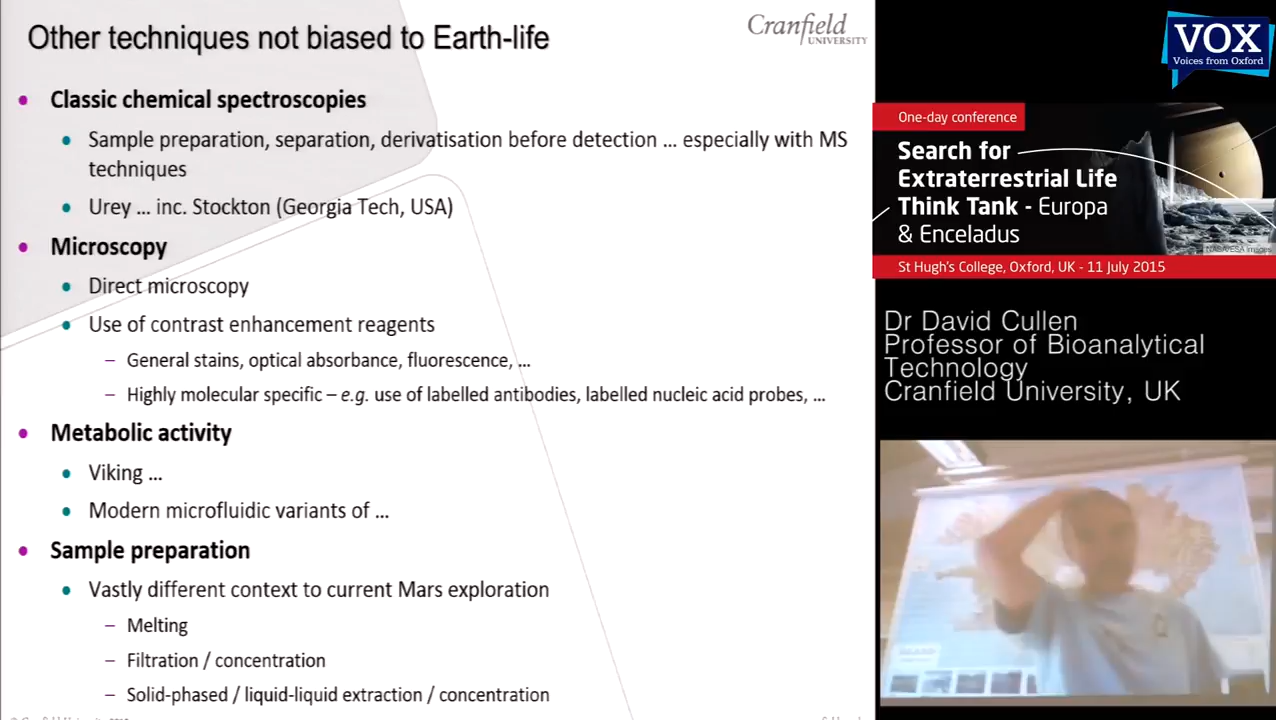 Other techniques not biased to Earth-life
Cranfield
UNIVERSITY
• Classic chemical spectroscopies
• Sample preparation, separation, derivatisation before detection … especially with MS
techniques
• Urey … inc. Stockton (Georgia Tech, USA)
• Microscopy
• Direct microscopy
• Use of contrast enhancement reagents
– General stains, optical absorbance, fluorescence, …
– Highly molecular specific – e.g. use of labelled antibodies, labelled nucleic acid probes, …
• Metabolic activity
• Viking …
• Modern microfluidic variants of …
• Sample preparation
• Vastly different context to current Mars exploration
– Melting
– Filtration / concentration
– Solid-phased / liquid-liquid extraction / concentration
VOX
Voices from Oxford
One-day conference
Search for
Extraterrestrial Life
Think Tank - Europa
& Enceladus
NASA/ESA images
St Hugh's College, Oxford, UK - 11 July 2015
Dr David Cullen
Professor of Bioanalytical
Technology
Cranfield University, UK